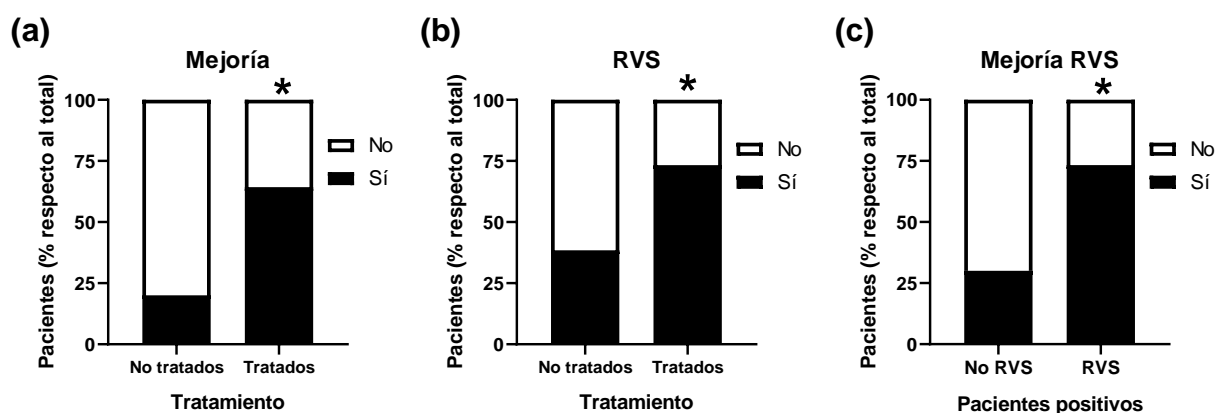 (a)
Mejoría
Pacientes (% respecto al total)
100
75
50
25
0
*
No
Sí
No tratados
Tratados
Tratamiento
(b)
RVS
Pacientes (% respecto al total)
100
75
50
25
0
*
No
Sí
No tratados
Tratados
Tratamiento
(c)
Mejoría RVS
Pacientes (% respecto al total)
100
75
50
25
0
*
No
Sí
No RVS
RVS
Pacientes positivos